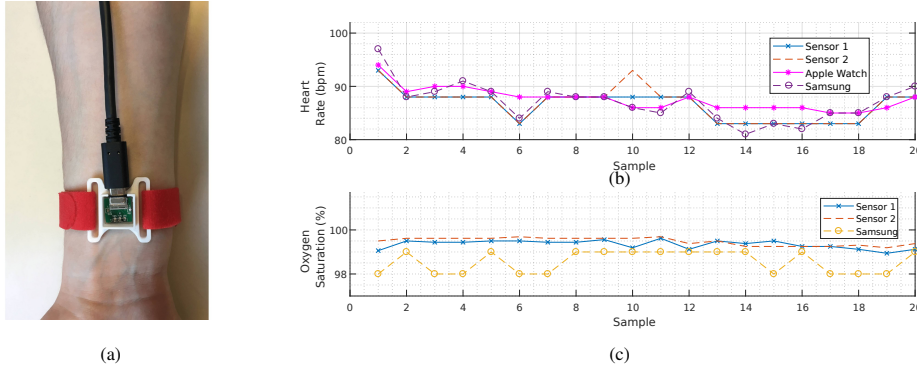 100
90
80
Heart
Rate (bpm)
0 2 4 6 8 10 12 14 16 18 20
Sample
Sensor 1
Sensor 2
Apple Watch
Samsung
(b)
100
98
Oxygen
Saturation (%)
0 2 4 6 8 10 12 14 16 18 20
Sample
Sensor 1
Sensor 2
Samsung
(a)
(c)